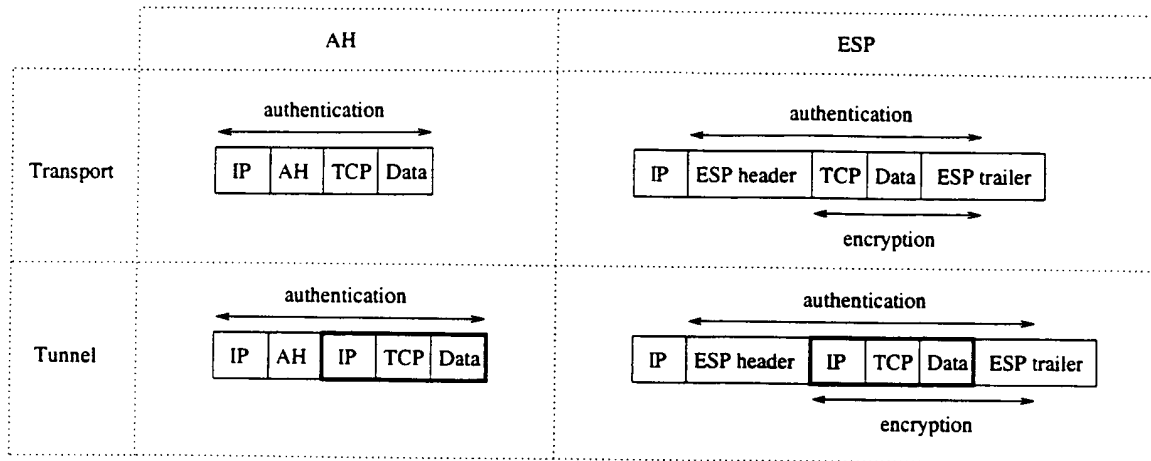 AH ESP
Transport
authentication
IP AH TCP Data
authentication
IP ESP header TCP Data ESP trailer
encryption
Tunnel
authentication
IP AH IP TCP Data
authentication
IP ESP header IP TCP Data ESP trailer
encryption